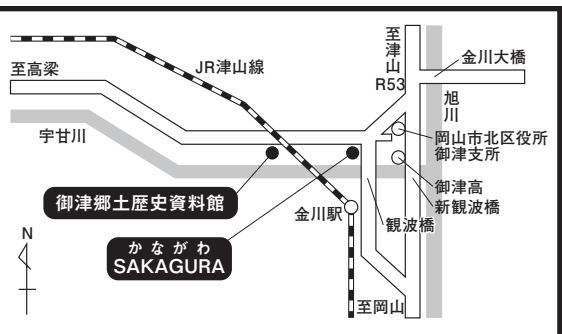 至高梁
JR津山線
至津山
R53
金川大橋
旭川
宇甘川
岡山市北区役所
御津支所
御津郷土歴史資料館
御津高
新観波橋
金川駅
観波橋
かながわ
SAKAGURA
N
至岡山